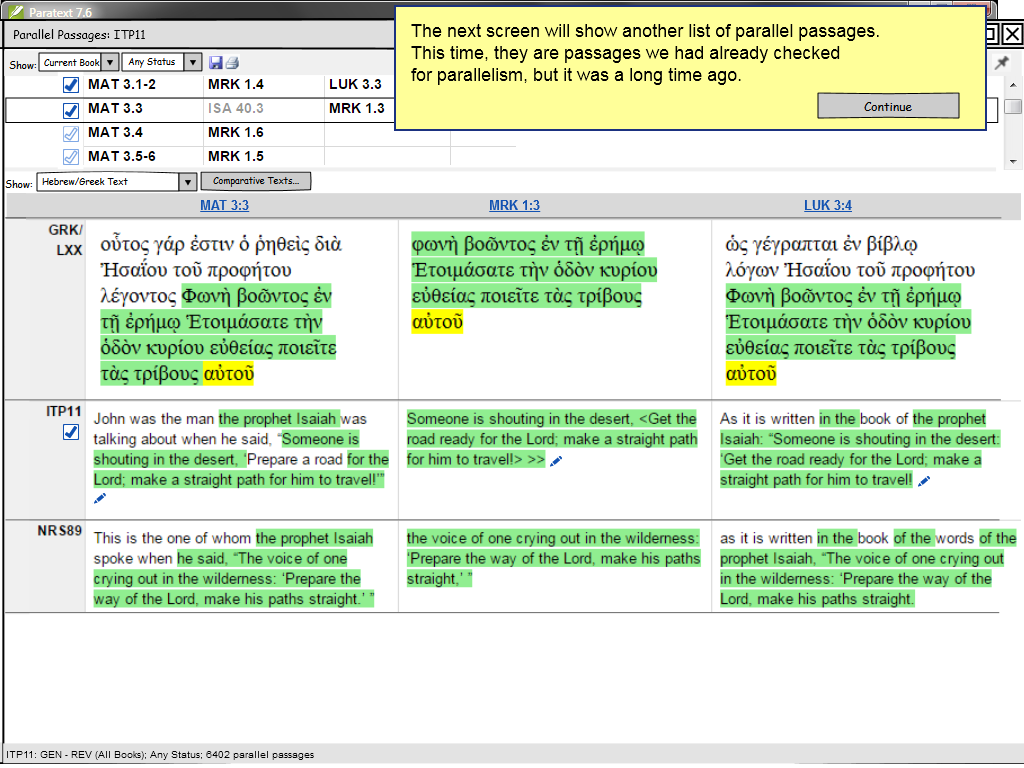 Paratext 7.6
Parallel Passages: ITP11
The next screen will show another list of parallel passages.
This time, they are passages we had already checked
for parallelism, but it was a long time ago.
Continue
Show: Current Book Any Status
MAT 3.1-2 MRK 1.4 LUK 3.3
MAT 3.3 ISA 40.3 MRK 1.3
MAT 3.4 MRK 1.6
MAT 3.5-6 MRK 1.5
Show: Hebrew/Greek Text Comparative Texts...
MAT 3:3 MRK 1:3 LUK 3:4
GRK/
LXX
οὗτος γάρ ἐστιν ὁ ῥηθεὶς διὰ
Ἠσαΐου τοῦ προφήτου
λέγοντος Φωνὴ βοῶντος ἐν
τῇ ἐρήμῳ Ἑτοιμάσατε τὴν
ὁδὸν κυρίου εὐθείας ποιεῖτε
τὰς τρίβους αὐτοῦ
φωνὴ βοῶντος ἐν τῇ ἐρήμῳ
Ἑτοιμάσατε τὴν ὁδὸν κυρίου
εὐθείας ποιεῖτε τὰς τρίβους
αὐτοῦ
ὡς γέγραπται ἐν βίβλῳ
λόγων Ἠσαΐου τοῦ προφήτου
Φωνὴ βοῶντος ἐν τῇ ἐρήμῳ
Ἑτοιμάσατε τὴν ὁδὸν κυρίου
εὐθείας ποιεῖτε τὰς τρίβους
αὐτοῦ
ITP11
John was the man the prophet Isaiah was
talking about when he said, “Someone is
shouting in the desert, ‘Prepare a road for the
Lord; make a straight path for him to travel!’”
Someone is shouting in the desert, <Get the
road ready for the Lord; make a straight path
for him to travel!> >>
As it is written in the book of the prophet
Isaiah: “Someone is shouting in the desert:
‘Get the road ready for the Lord; make a
straight path for him to travel!
NRS89
This is the one of whom the prophet Isaiah
spoke when he said, “The voice of one
crying out in the wilderness: ‘Prepare the
way of the Lord, make his paths straight.’ ”
the voice of one crying out in the wilderness:
‘Prepare the way of the Lord, make his paths
straight,’ ”
as it is written in the book of the words of the
prophet Isaiah, “The voice of one crying out
in the wilderness: ‘Prepare the way of the
Lord, make his paths straight.
ITP11: GEN - REV (All Books); Any Status; 6402 parallel passages